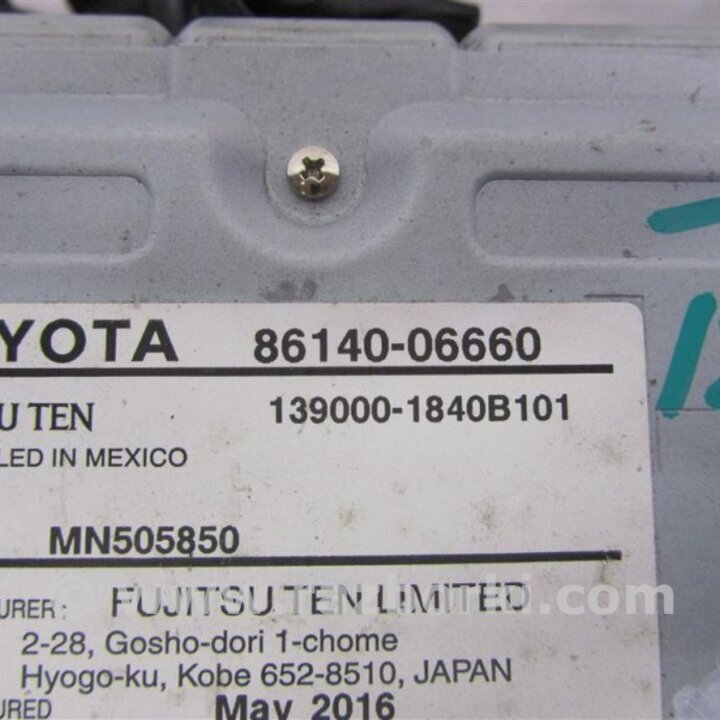 YOTA 86140-06660
U TEN 139000-1840B101
LED IN MEXICO
MN505850
URER: FUJITSU TEN LIMITED
2-28, Gosho-dori 1-chome
Hyogo-ku, Kobe 652-8510, JAPAN
URED May 2016